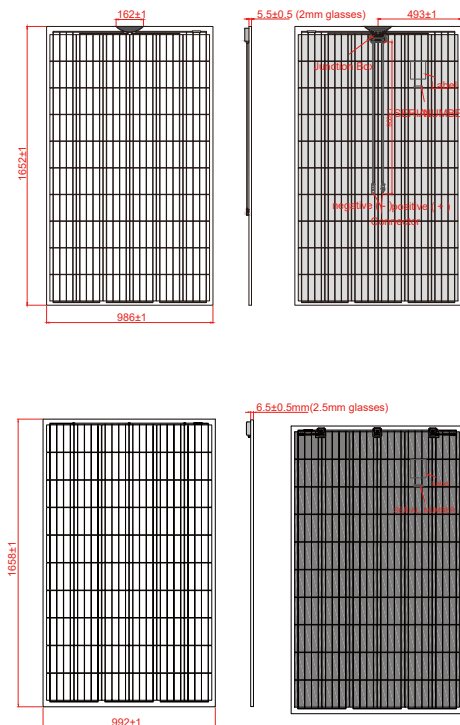 162±1
5.5±0.5 (2mm glasses)
493±1
Junction Box
Label
1652±1
negative (-) positive (+)
Connector
986±1
6.5±0.5mm(2.5mm glasses)
1658±1
992±1